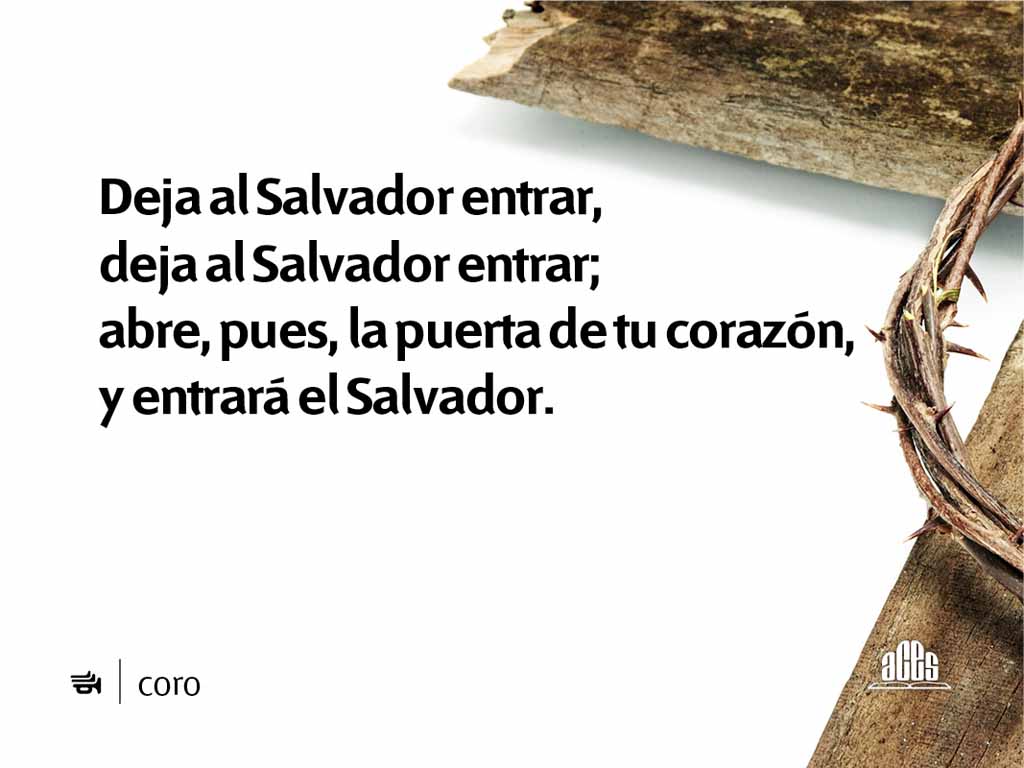 Deja al Salvador entrar,
deja al Salvador entrar;
abre, pues, la puerta de tu corazón,
y entrará el Salvador.
coro
aces